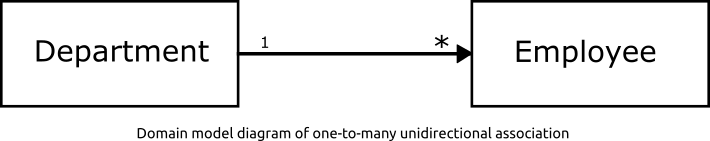 Department 1 * Employee
Domain model diagram of one-to-many unidirectional association